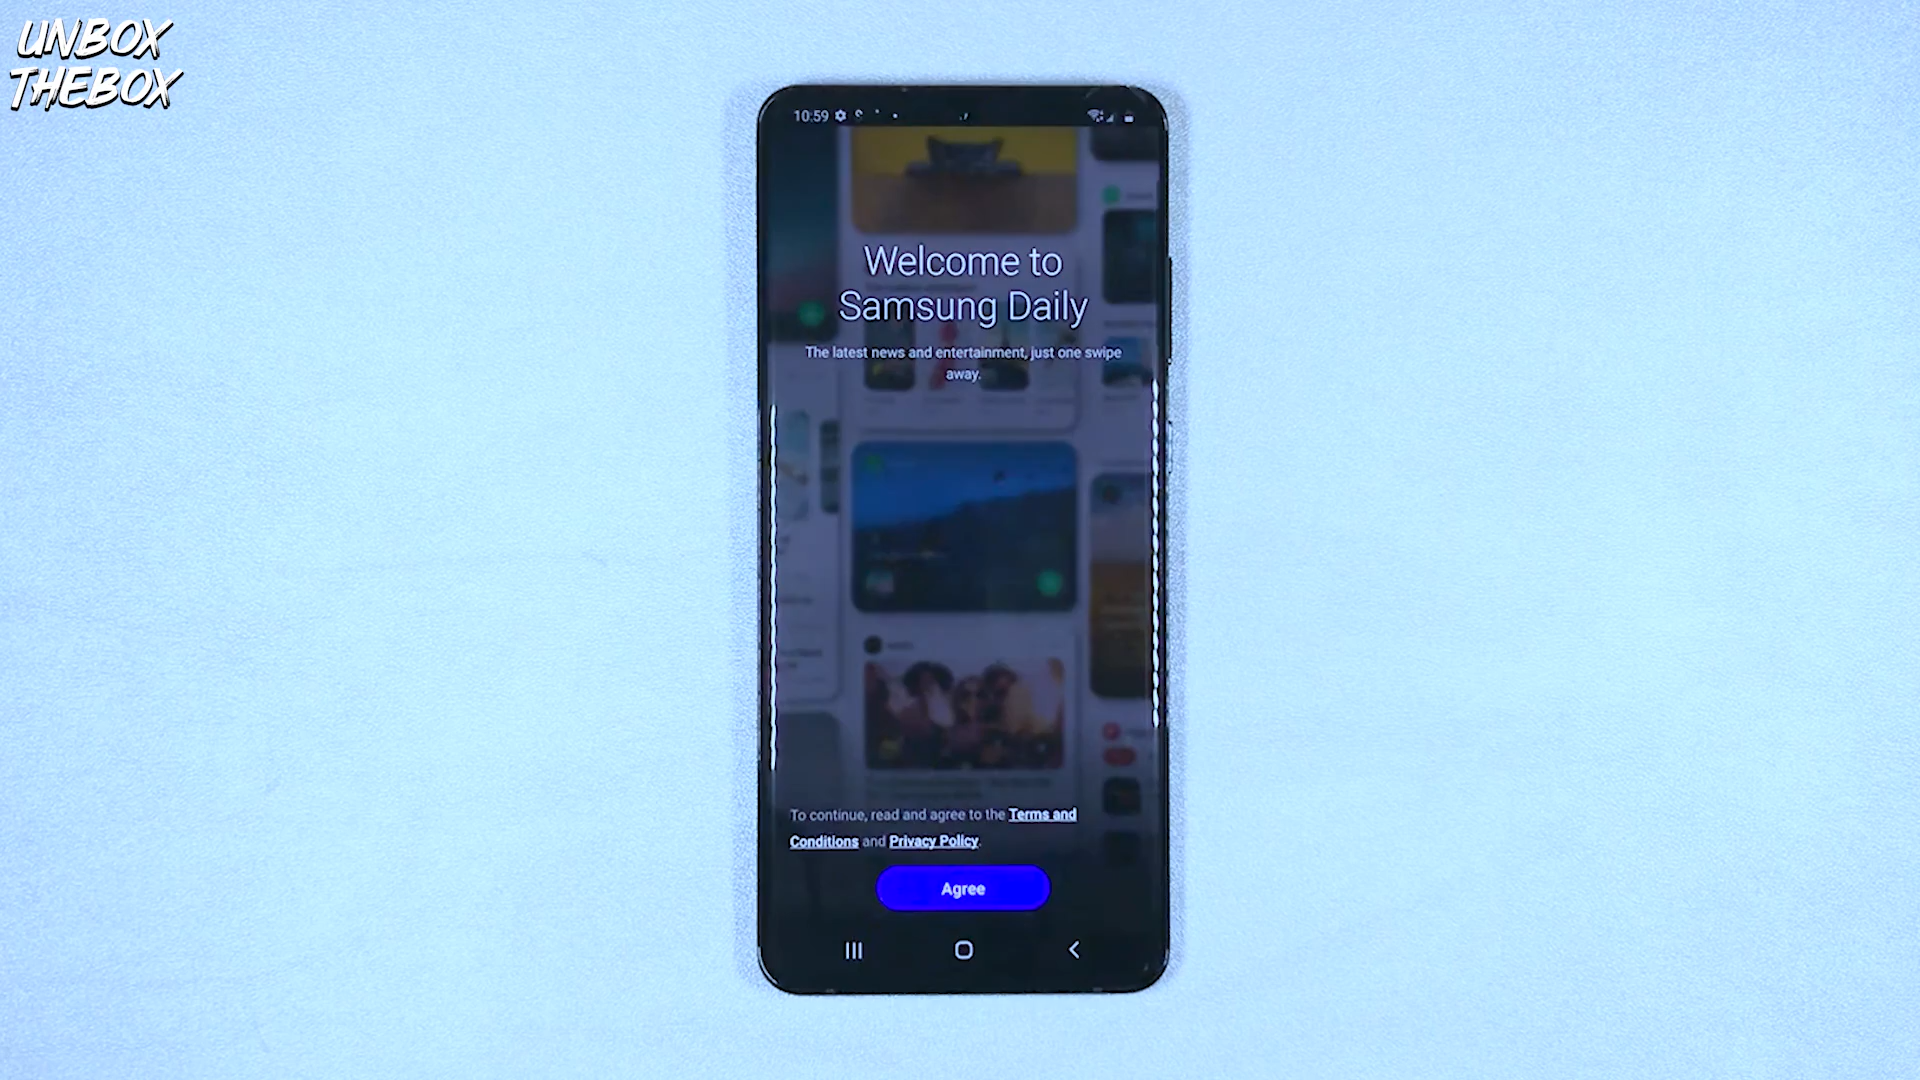 UNBOX
THEBOX
10:59
Welcome to
Samsung Daily
The latest news and entertainment, just one swipe
away.
To continue, read and agree to the Terms and
Conditions and Privacy Policy.
Agree